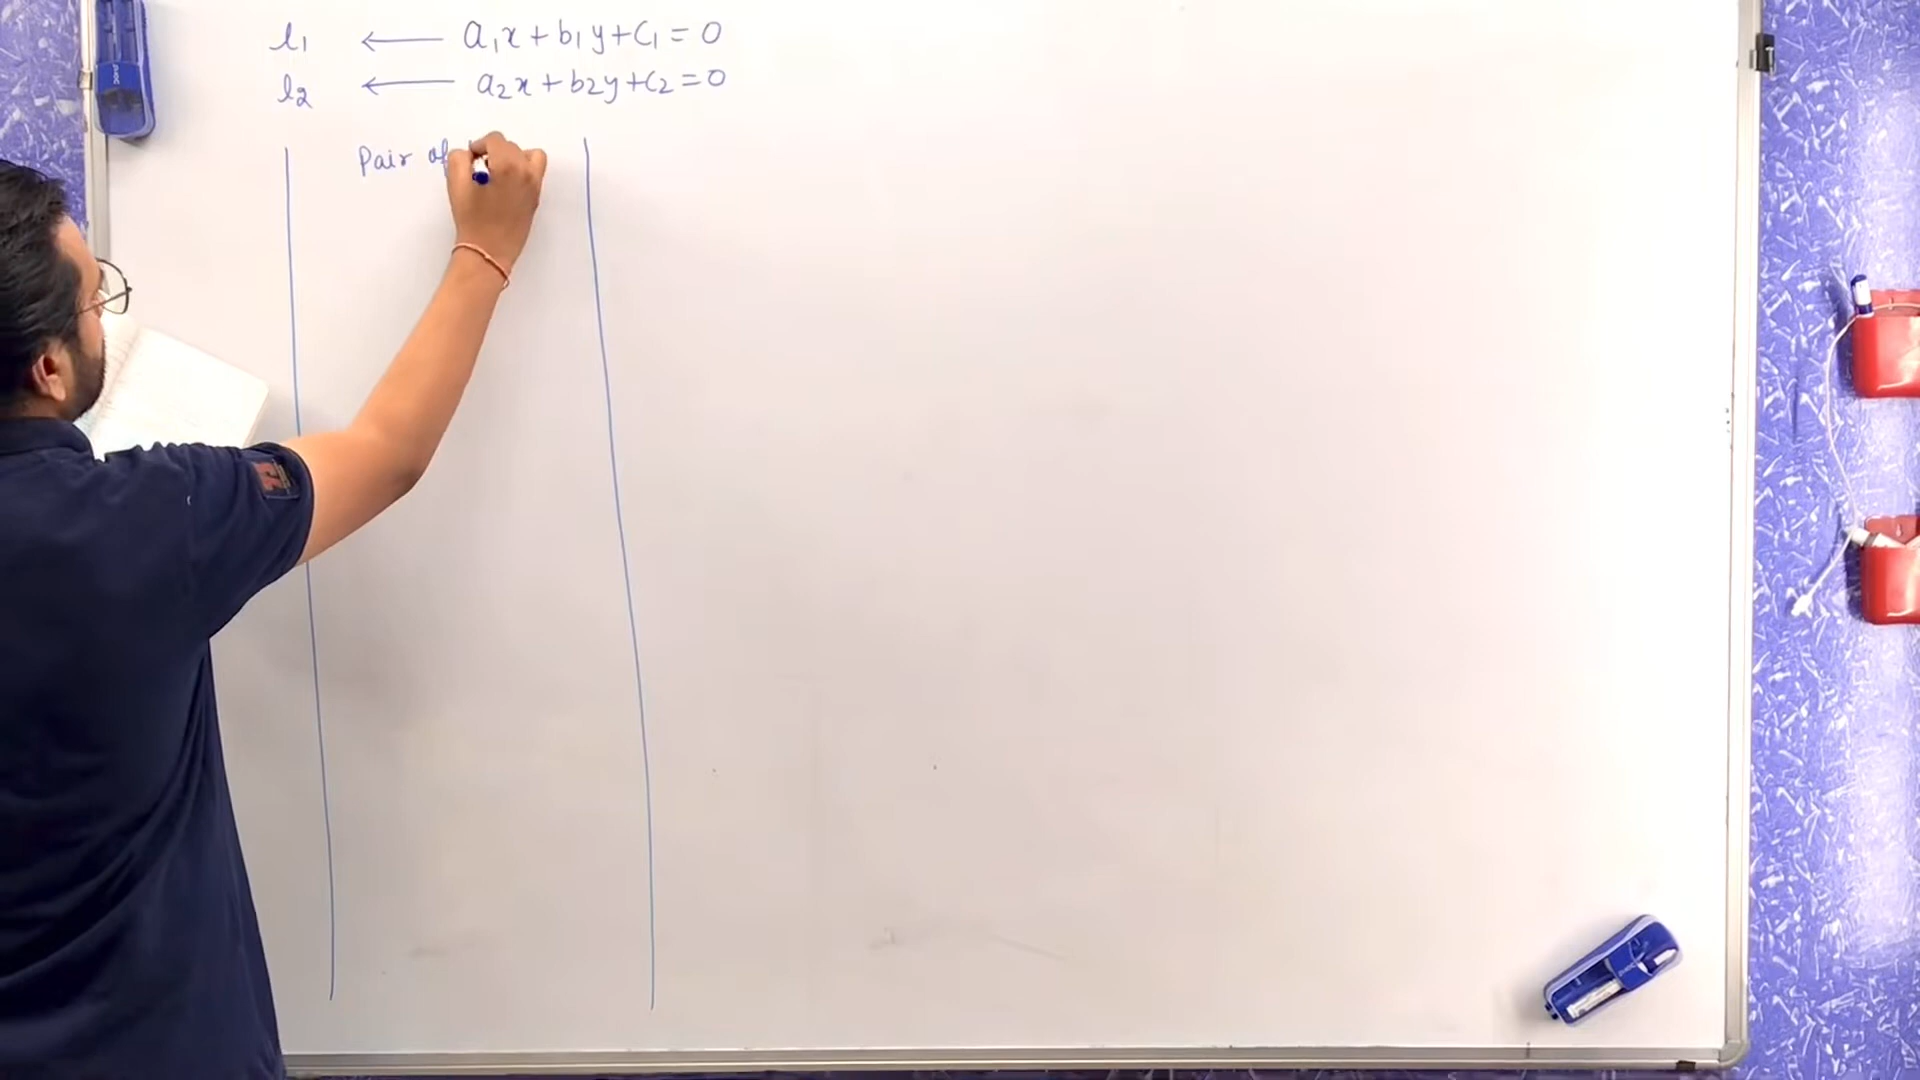 l₁ ← a₁x + b₁y + c₁ = 0
l₂ ← a₂x + b₂y + c₂ = 0
Pair of